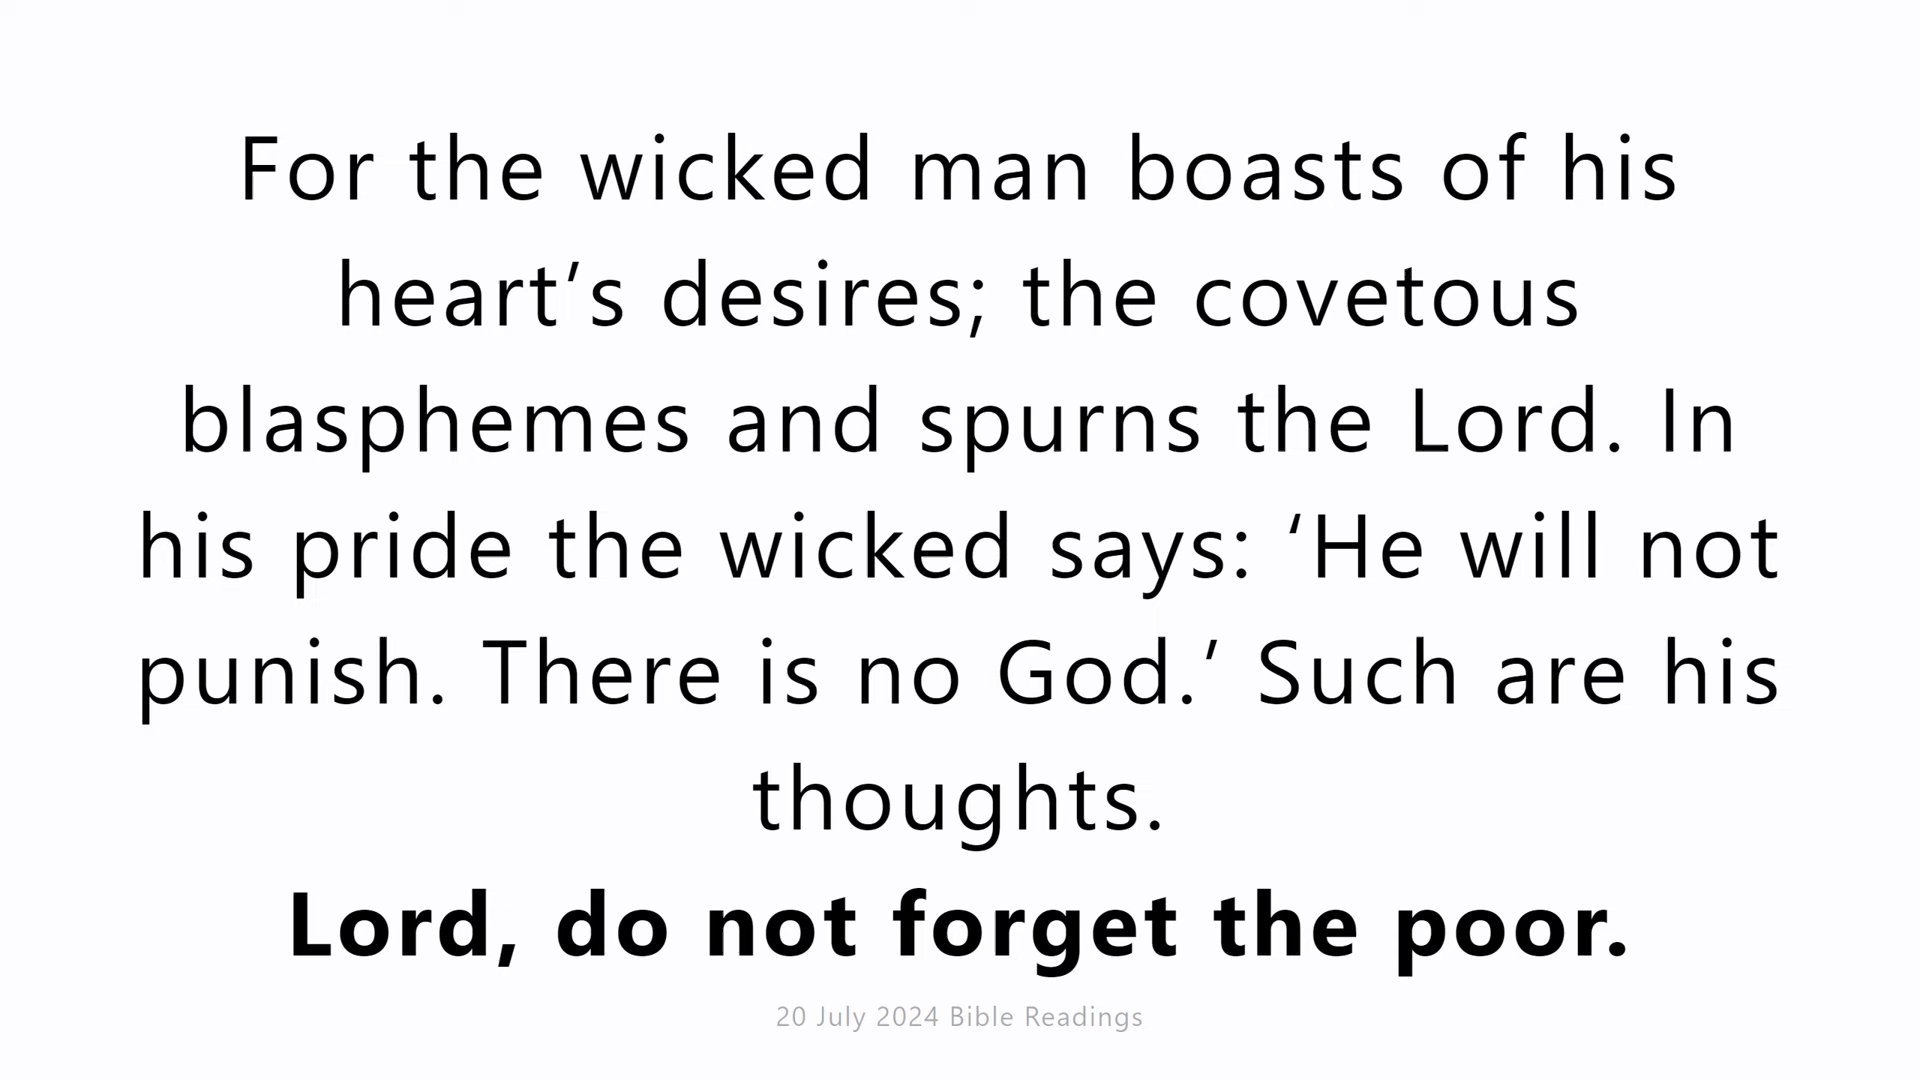 For the wicked man boasts of his
heart’s desires; the covetous
blasphemes and spurns the Lord. In
his pride the wicked says: ‘He will not
punish. There is no God.’ Such are his
thoughts.
Lord, do not forget the poor.
20 July 2024 Bible Readings